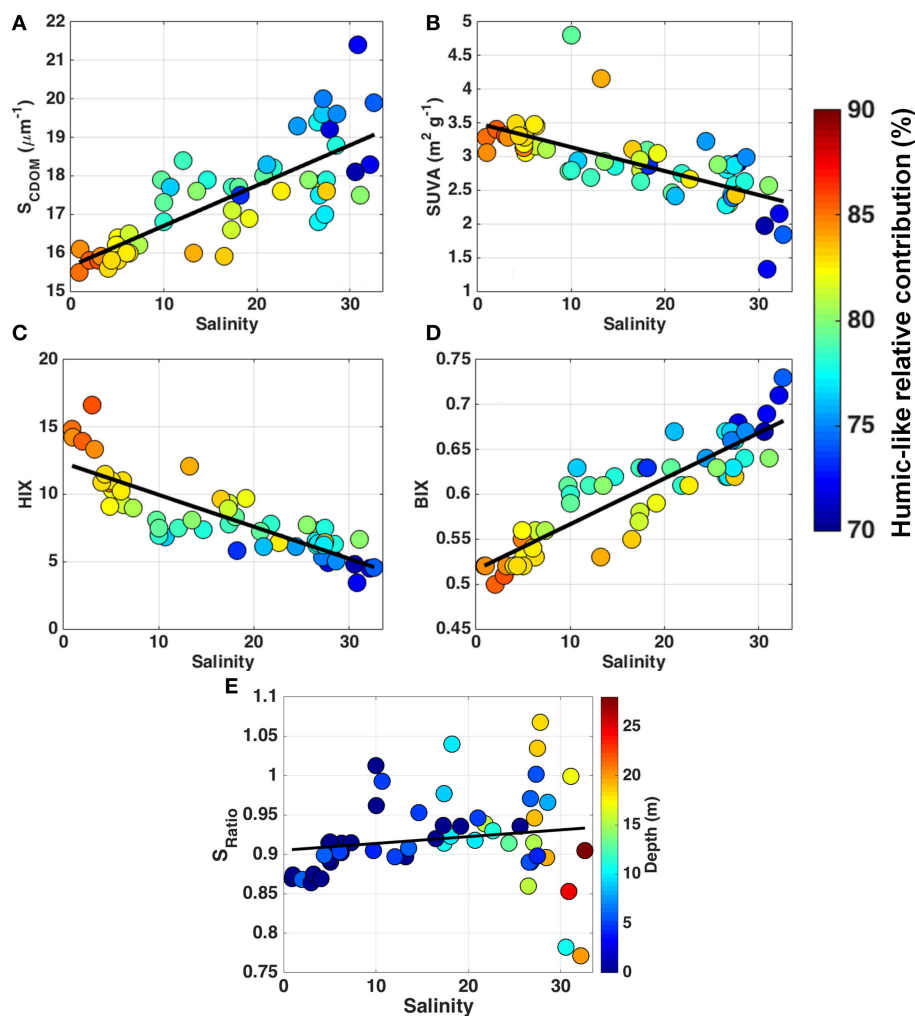 A
22
21
20
19
18
17
16
15
S_CDOM (μm⁻¹)
0 10 20 30
Salinity
B
5
4.5
4
3.5
3
2.5
2
1.5
1
SUVA (m² g⁻¹)
0 10 20 30
Salinity
C
20
15
10
5
0
HIX
0 10 20 30
Salinity
D
0.75
0.7
0.65
0.6
0.55
0.5
0.45
BIX
0 10 20 30
Salinity
90
85
80
75
70
Humic-like relative contribution (%)
E
1.1
1.05
1
0.95
0.9
0.85
0.8
0.75
S_Ratio
0 10 20 30
Salinity
25
20
15
10
5
0
Depth (m)